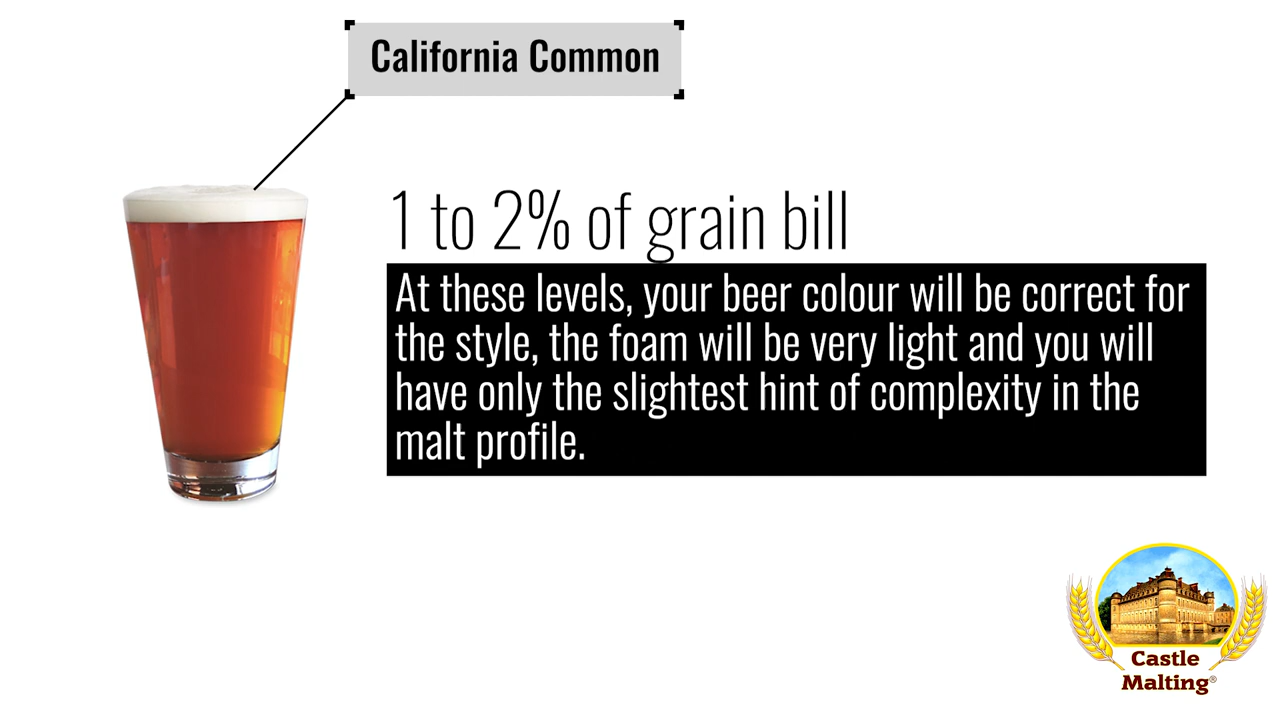 California Common
1 to 2% of grain bill
At these levels, your beer colour will be correct for
the style, the foam will be very light and you will
have only the slightest hint of complexity in the
malt profile.
Castle
Malting®